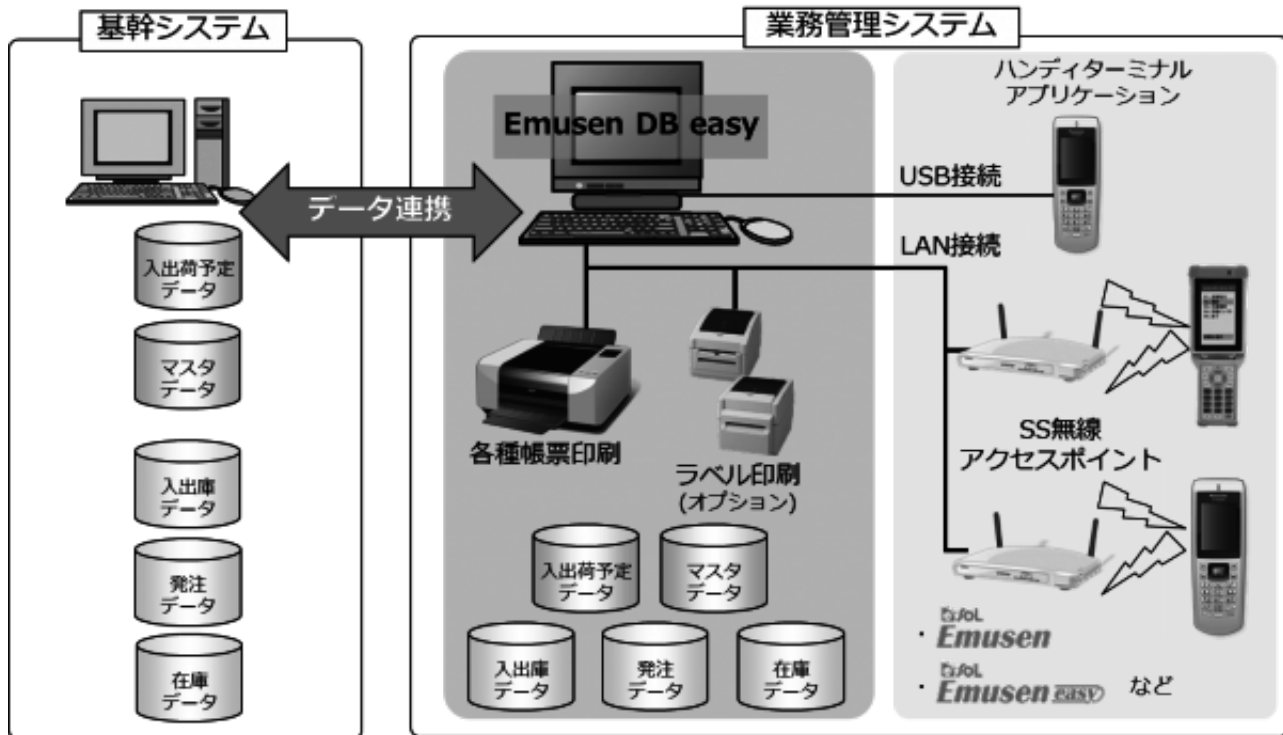 基幹システム
データ連携
入出荷予定
データ
マスタ
データ
入出庫
データ
発注
データ
在庫
データ
業務管理システム
Emusen DB easy
各種帳票印刷
ラベル印刷
(オプション)
入出荷予定
データ
マスタ
データ
入出庫
データ
発注
データ
在庫
データ
ハンディターミナル
アプリケーション
USB接続
LAN接続
SS無線
アクセスポイント
・Emusen
・Emusen easy など